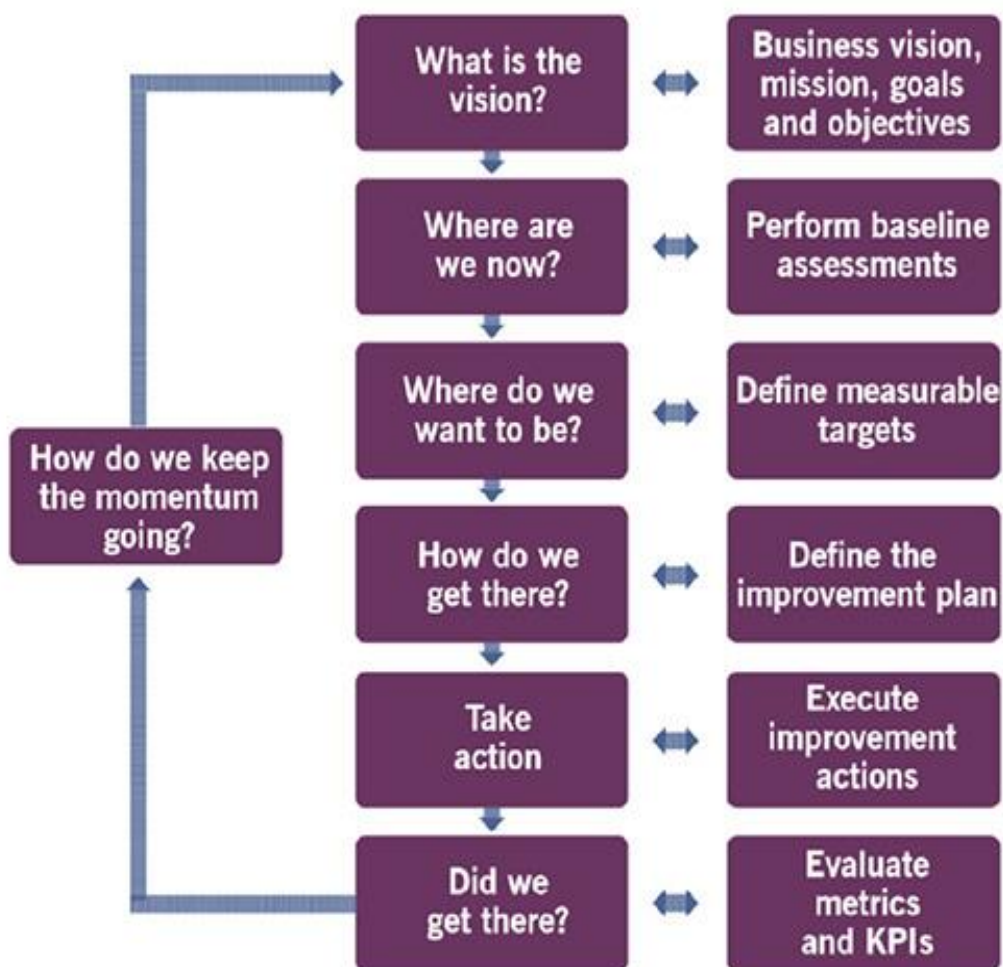 What is the
vision?
Business vision,
mission, goals
and objectives
Where are
we now?
Perform baseline
assessments
Where do we
want to be?
Define measurable
targets
How do we keep
the momentum
going?
How do we
get there?
Define the
improvement plan
Take
action
Execute
improvement
actions
Did we
get there?
Evaluate
metrics
and KPIs